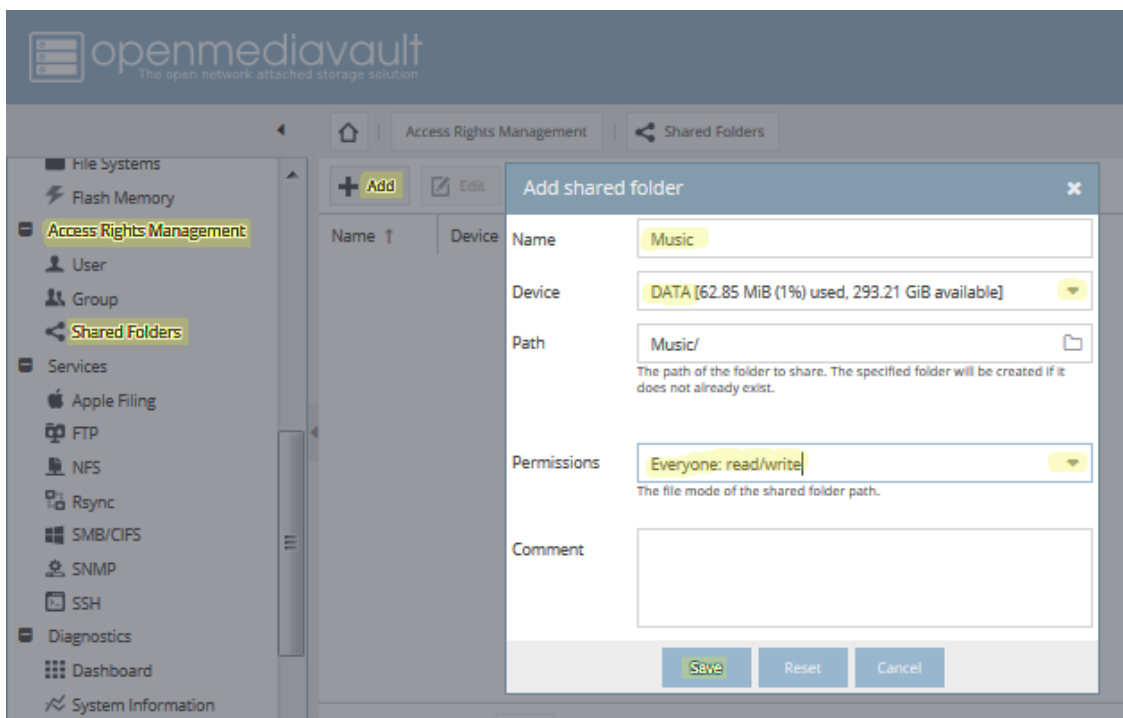 openmediavault
The open network attached storage solution
Access Rights Management
Shared Folders
File Systems
Flash Memory
Access Rights Management
User
Group
Shared Folders
Services
Apple Filing
FTP
NFS
Rsync
SMB/CIFS
SNMP
SSH
Diagnostics
Dashboard
System Information
Add
Edit
Name
Device
Add shared folder
Name
Music
Device
DATA [62.85 MiB (1%) used, 293.21 GiB available]
Path
Music/
The path of the folder to share. The specified folder will be created if it
does not already exist.
Permissions
Everyone: read/write
The file mode of the shared folder path.
Comment
Save
Reset
Cancel